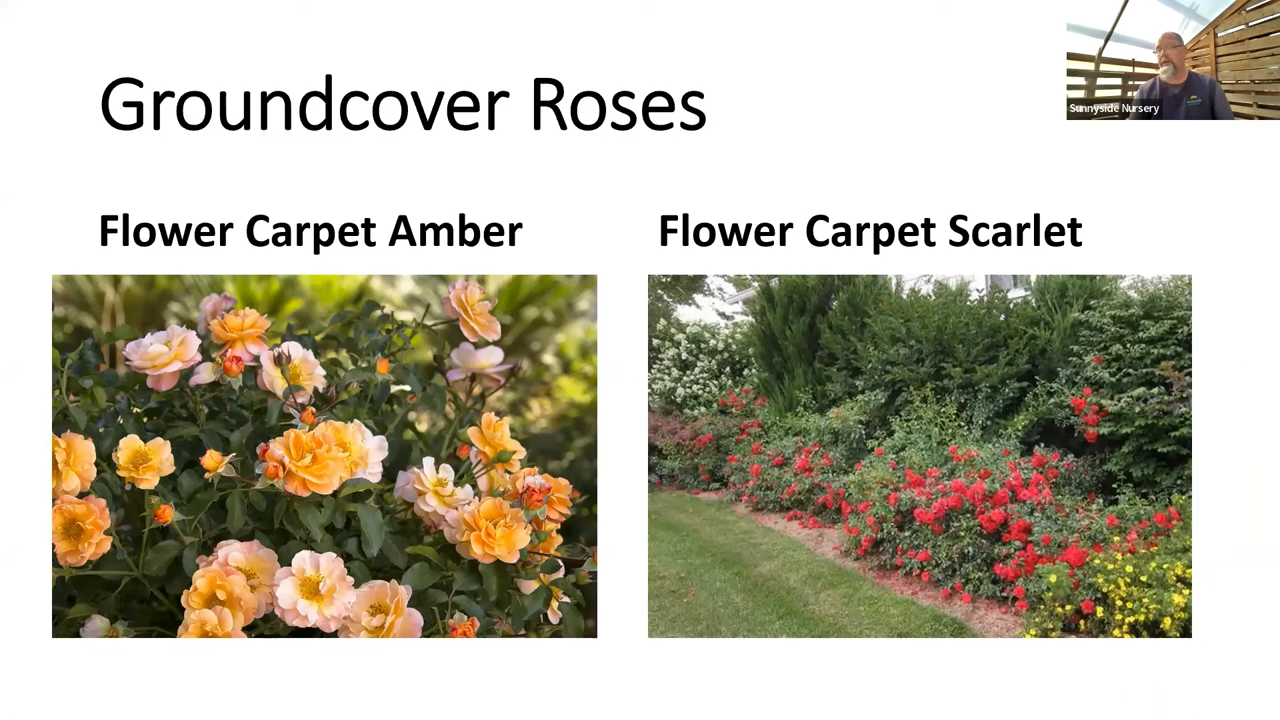 Groundcover Roses
Sunnyside Nursery
Flower Carpet Amber
Flower Carpet Scarlet